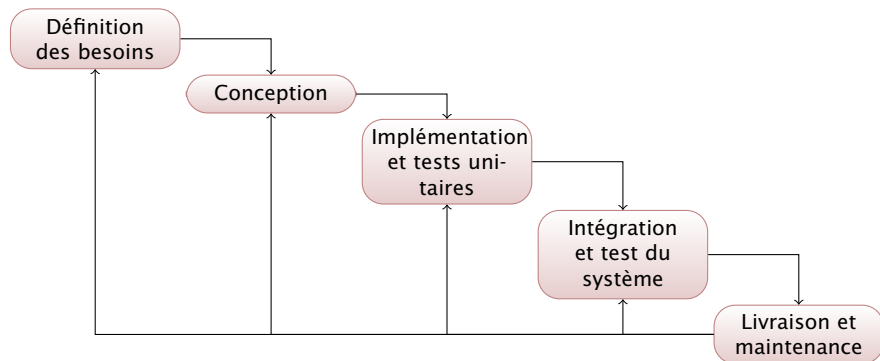 Définition
des besoins
Conception
Implémentation
et tests uni-
taires
Intégration
et test du
système
Livraison et
maintenance